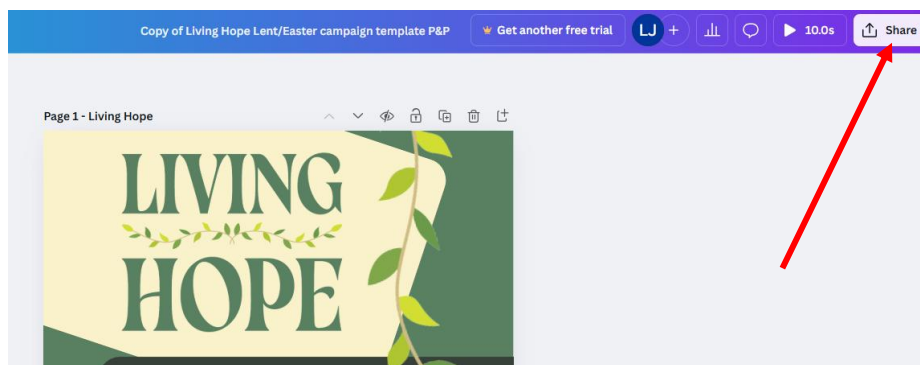 Copy of Living Hope Lent/Easter campaign template P&P Get another free trial LJ + 10.0s Share
Page 1 - Living Hope
LIVING
HOPE